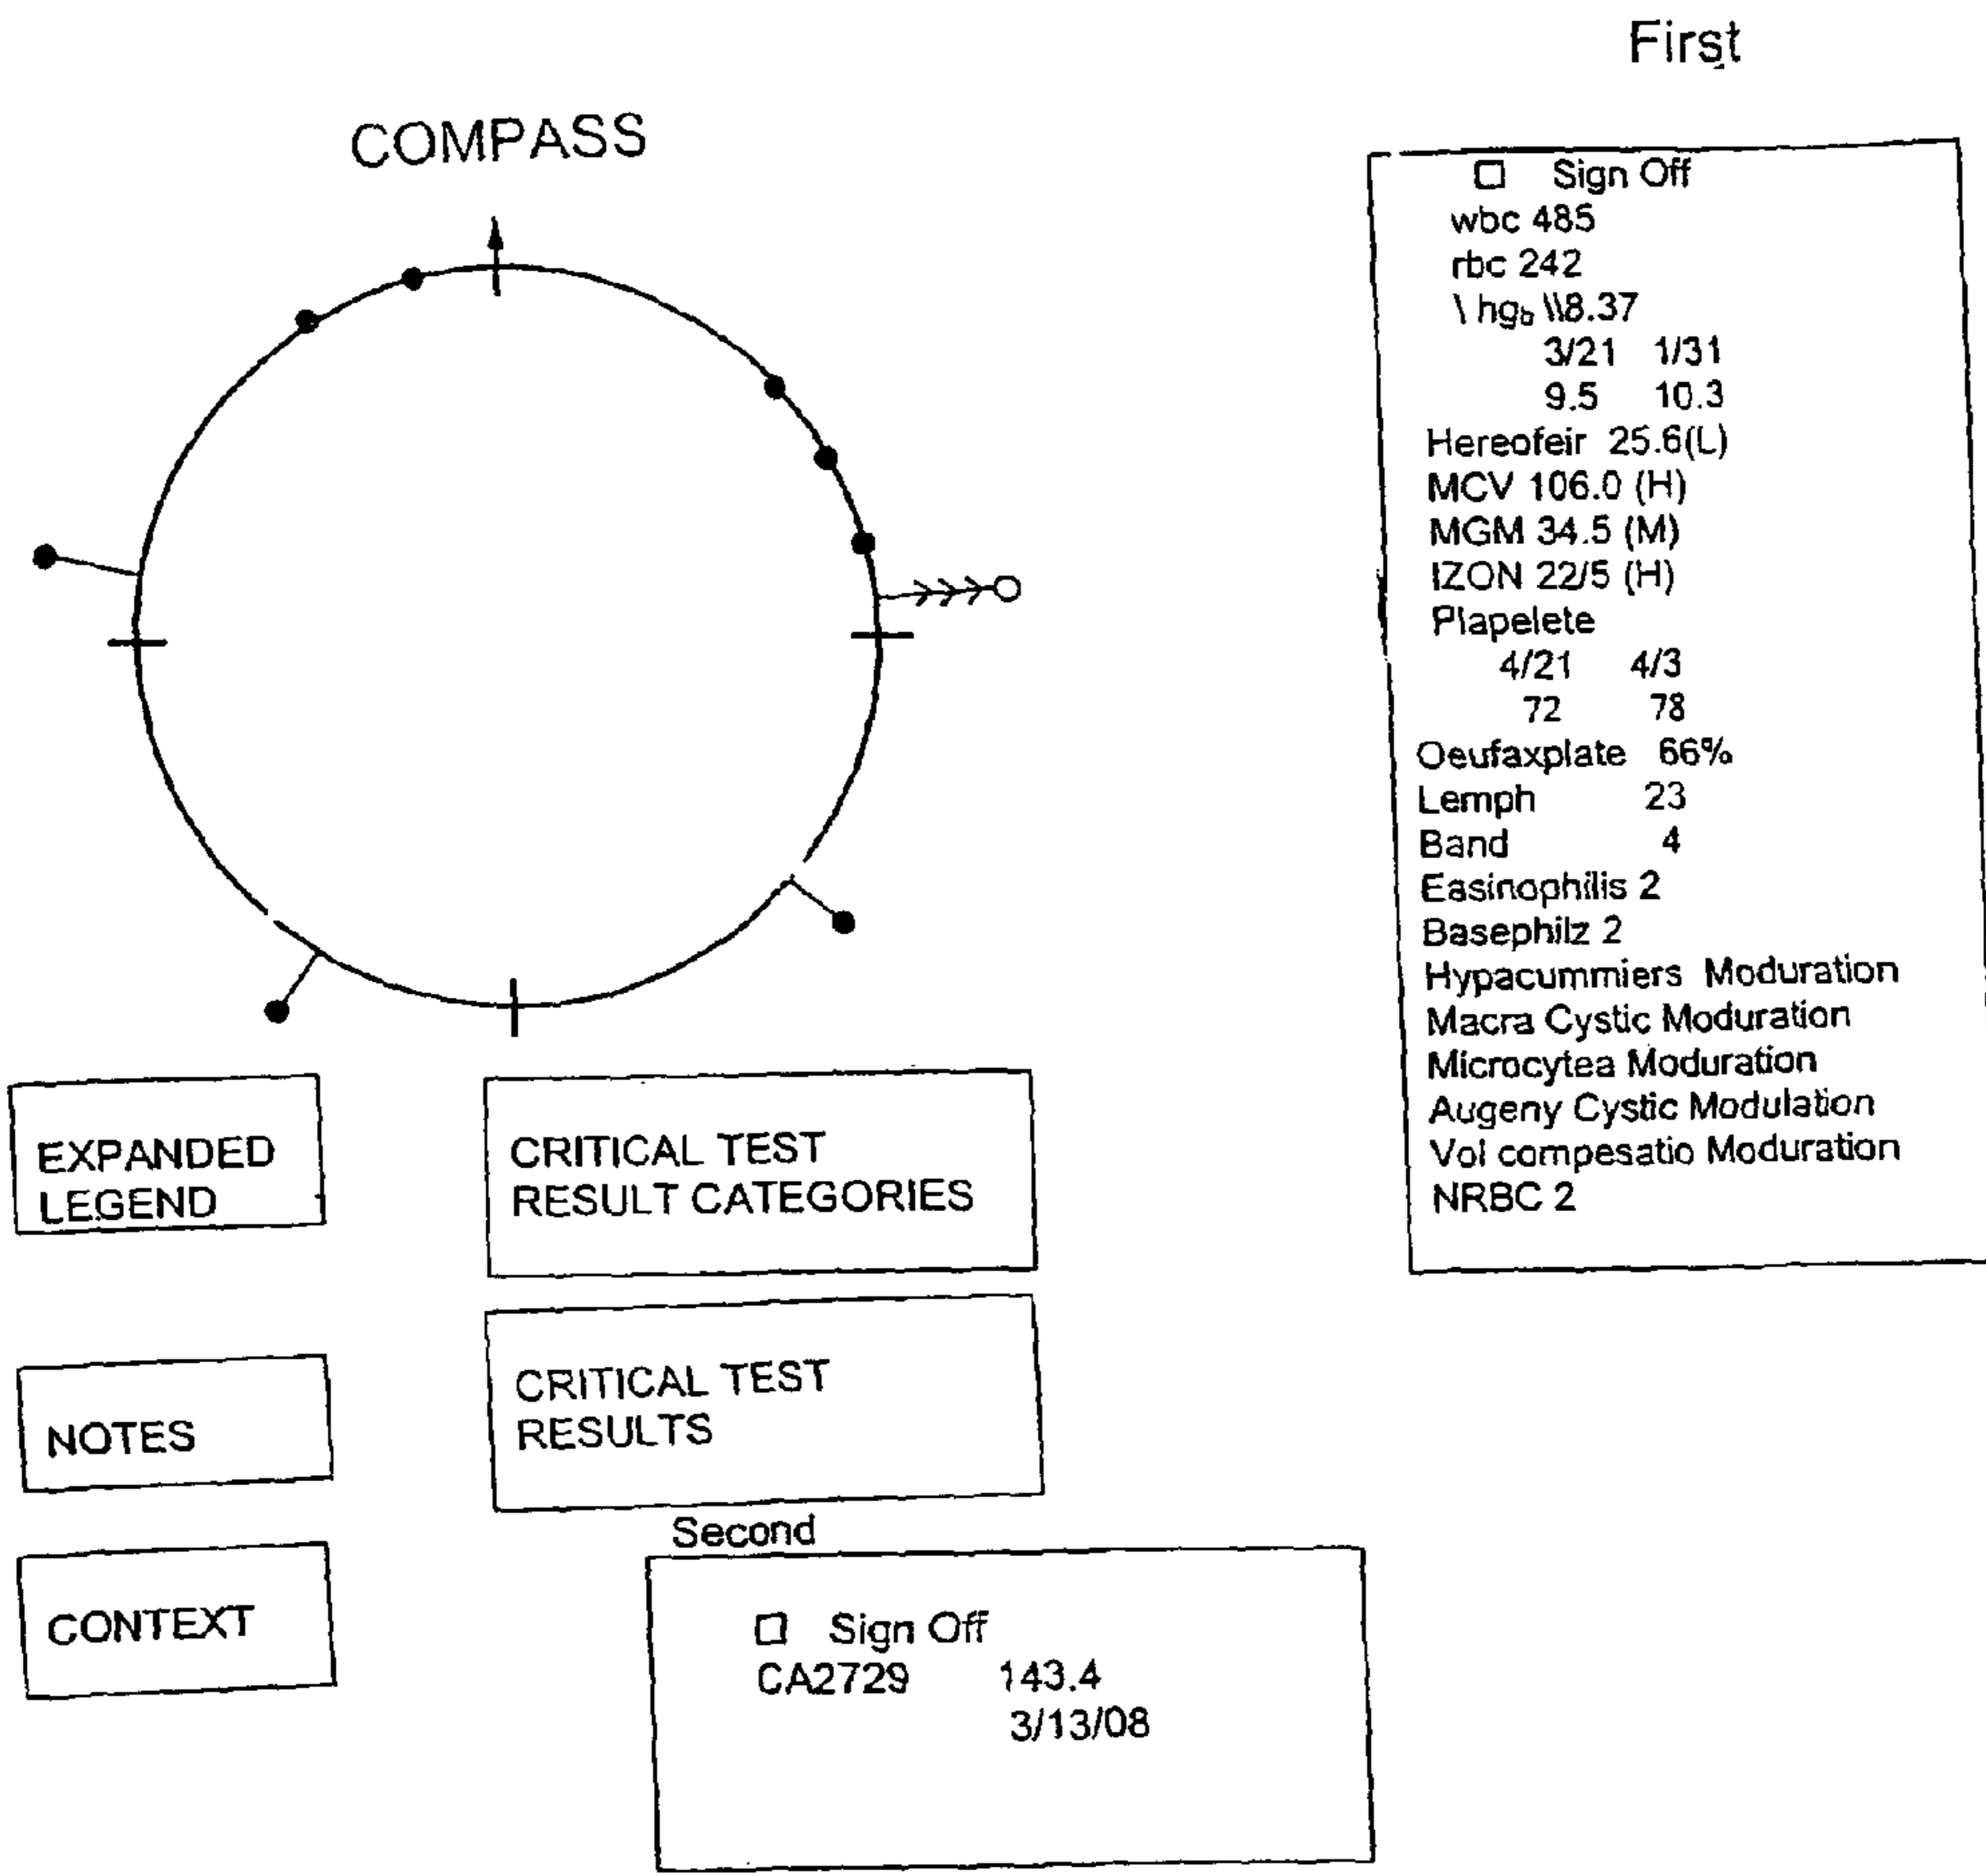 First
COMPASS
☐ Sign Off
wbc 485
rbc 242
\ hgb \\8.37
3/21 1/31
9.5 10.3
Hereofeir 25.6(L)
MCV 106.0 (H)
MGM 34.5 (M)
IZON 22/5 (H)
Plapelete
4/21 4/3
72 78
Oeufaxplate 66%
Lemph 23
Band 4
Easinophilis 2
Basephilz 2
Hypacummiers Moduration
Macra Cystic Moduration
Microcytea Moduration
Augeny Cystic Modulation
Vol compesatio Moduration
NRBC 2
EXPANDED
LEGEND
CRITICAL TEST
RESULT CATEGORIES
NOTES
CRITICAL TEST
RESULTS
CONTEXT
Second
☐ Sign Off
CA2729 143.4
3/13/08